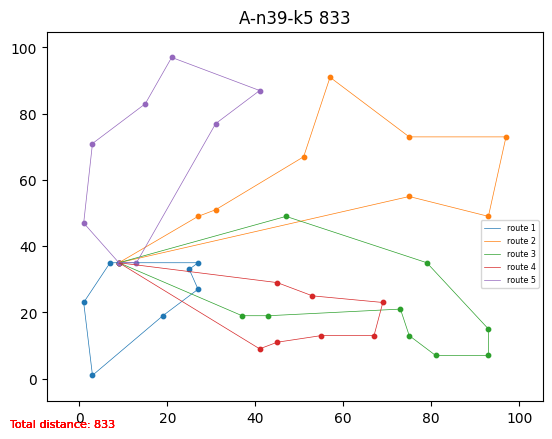 A-n39-k5 833
100
80
60
40
20
0
0 20 40 60 80 100
route 1
route 2
route 3
route 4
route 5
Total distance: 833